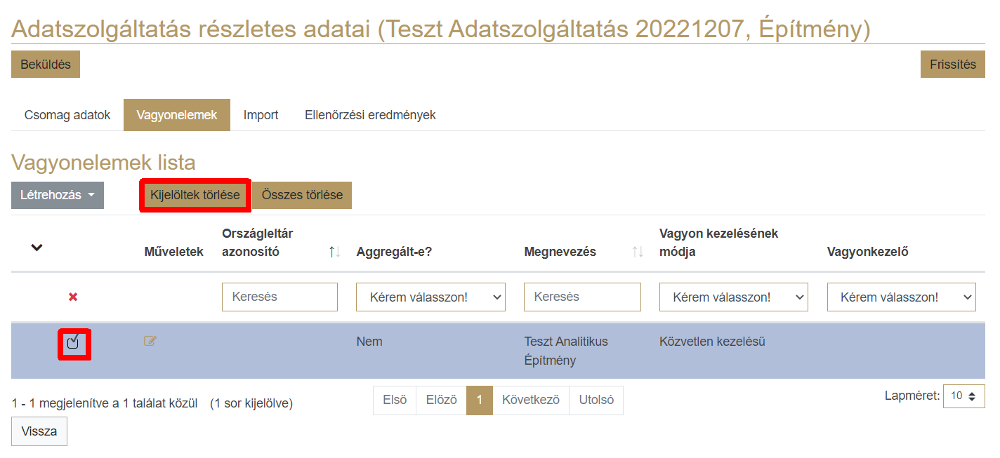 Adatszolgáltatás részletes adatai (Teszt Adatszolgáltatás 20221207, Építmény)
Beküldés
Frissítés
Csomag adatok
Vagyonelemek
Import
Ellenőrzési eredmények
Vagyonelemek lista
Létrehozás
Kijelöltek törlése
Összes törlése
Műveletek
Országleltár
azonosító
Aggregált-e?
Megnevezés
Vagyon kezelésének
módja
Vagyonkezelő
Keresés
Kérem válasszon!
Keresés
Kérem válasszon!
Kérem válasszon!
Nem
Teszt Analitikus
Építmény
Közvetlen kezelésű
1 - 1 megjelenítve a 1 találat közül (1 sor kijelölve)
Első
Előző
1
Következő
Utolsó
Lapméret: 10
Vissza